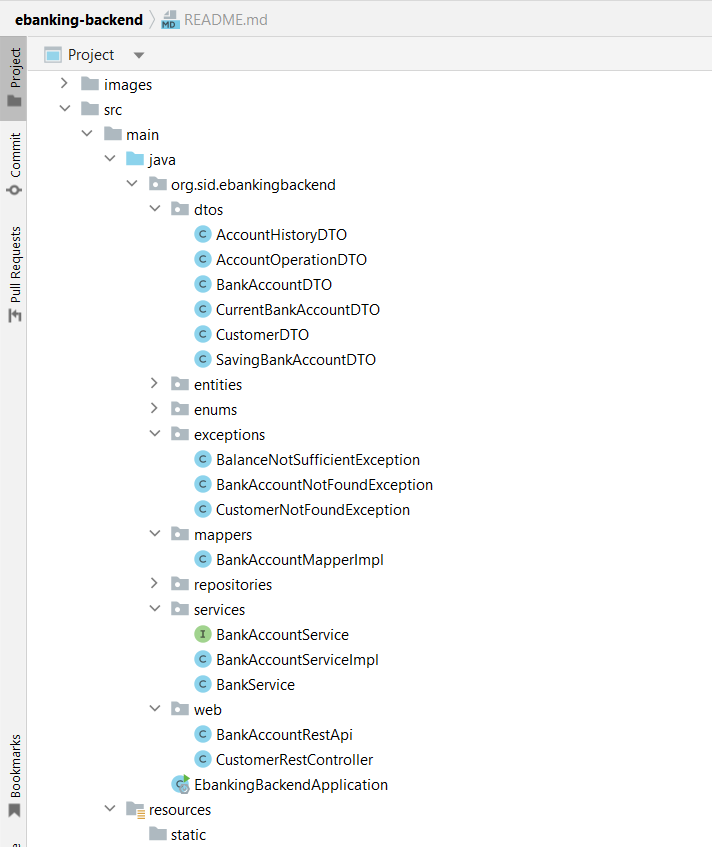 ebanking-backend README.md
Project
Project
images
src
main
Commit
java
org.sid.ebankingbackend
dtos
AccountHistoryDTO
Pull Requests
AccountOperationDTO
BankAccountDTO
CurrentBankAccountDTO
CustomerDTO
SavingBankAccountDTO
entities
enums
exceptions
BalanceNotSufficientException
BankAccountNotFoundException
CustomerNotFoundException
mappers
BankAccountMapperImpl
repositories
services
BankAccountService
BankAccountServiceImpl
BankService
web
BankAccountRestApi
Bookmarks
CustomerRestController
EbankingBackendApplication
resources
static